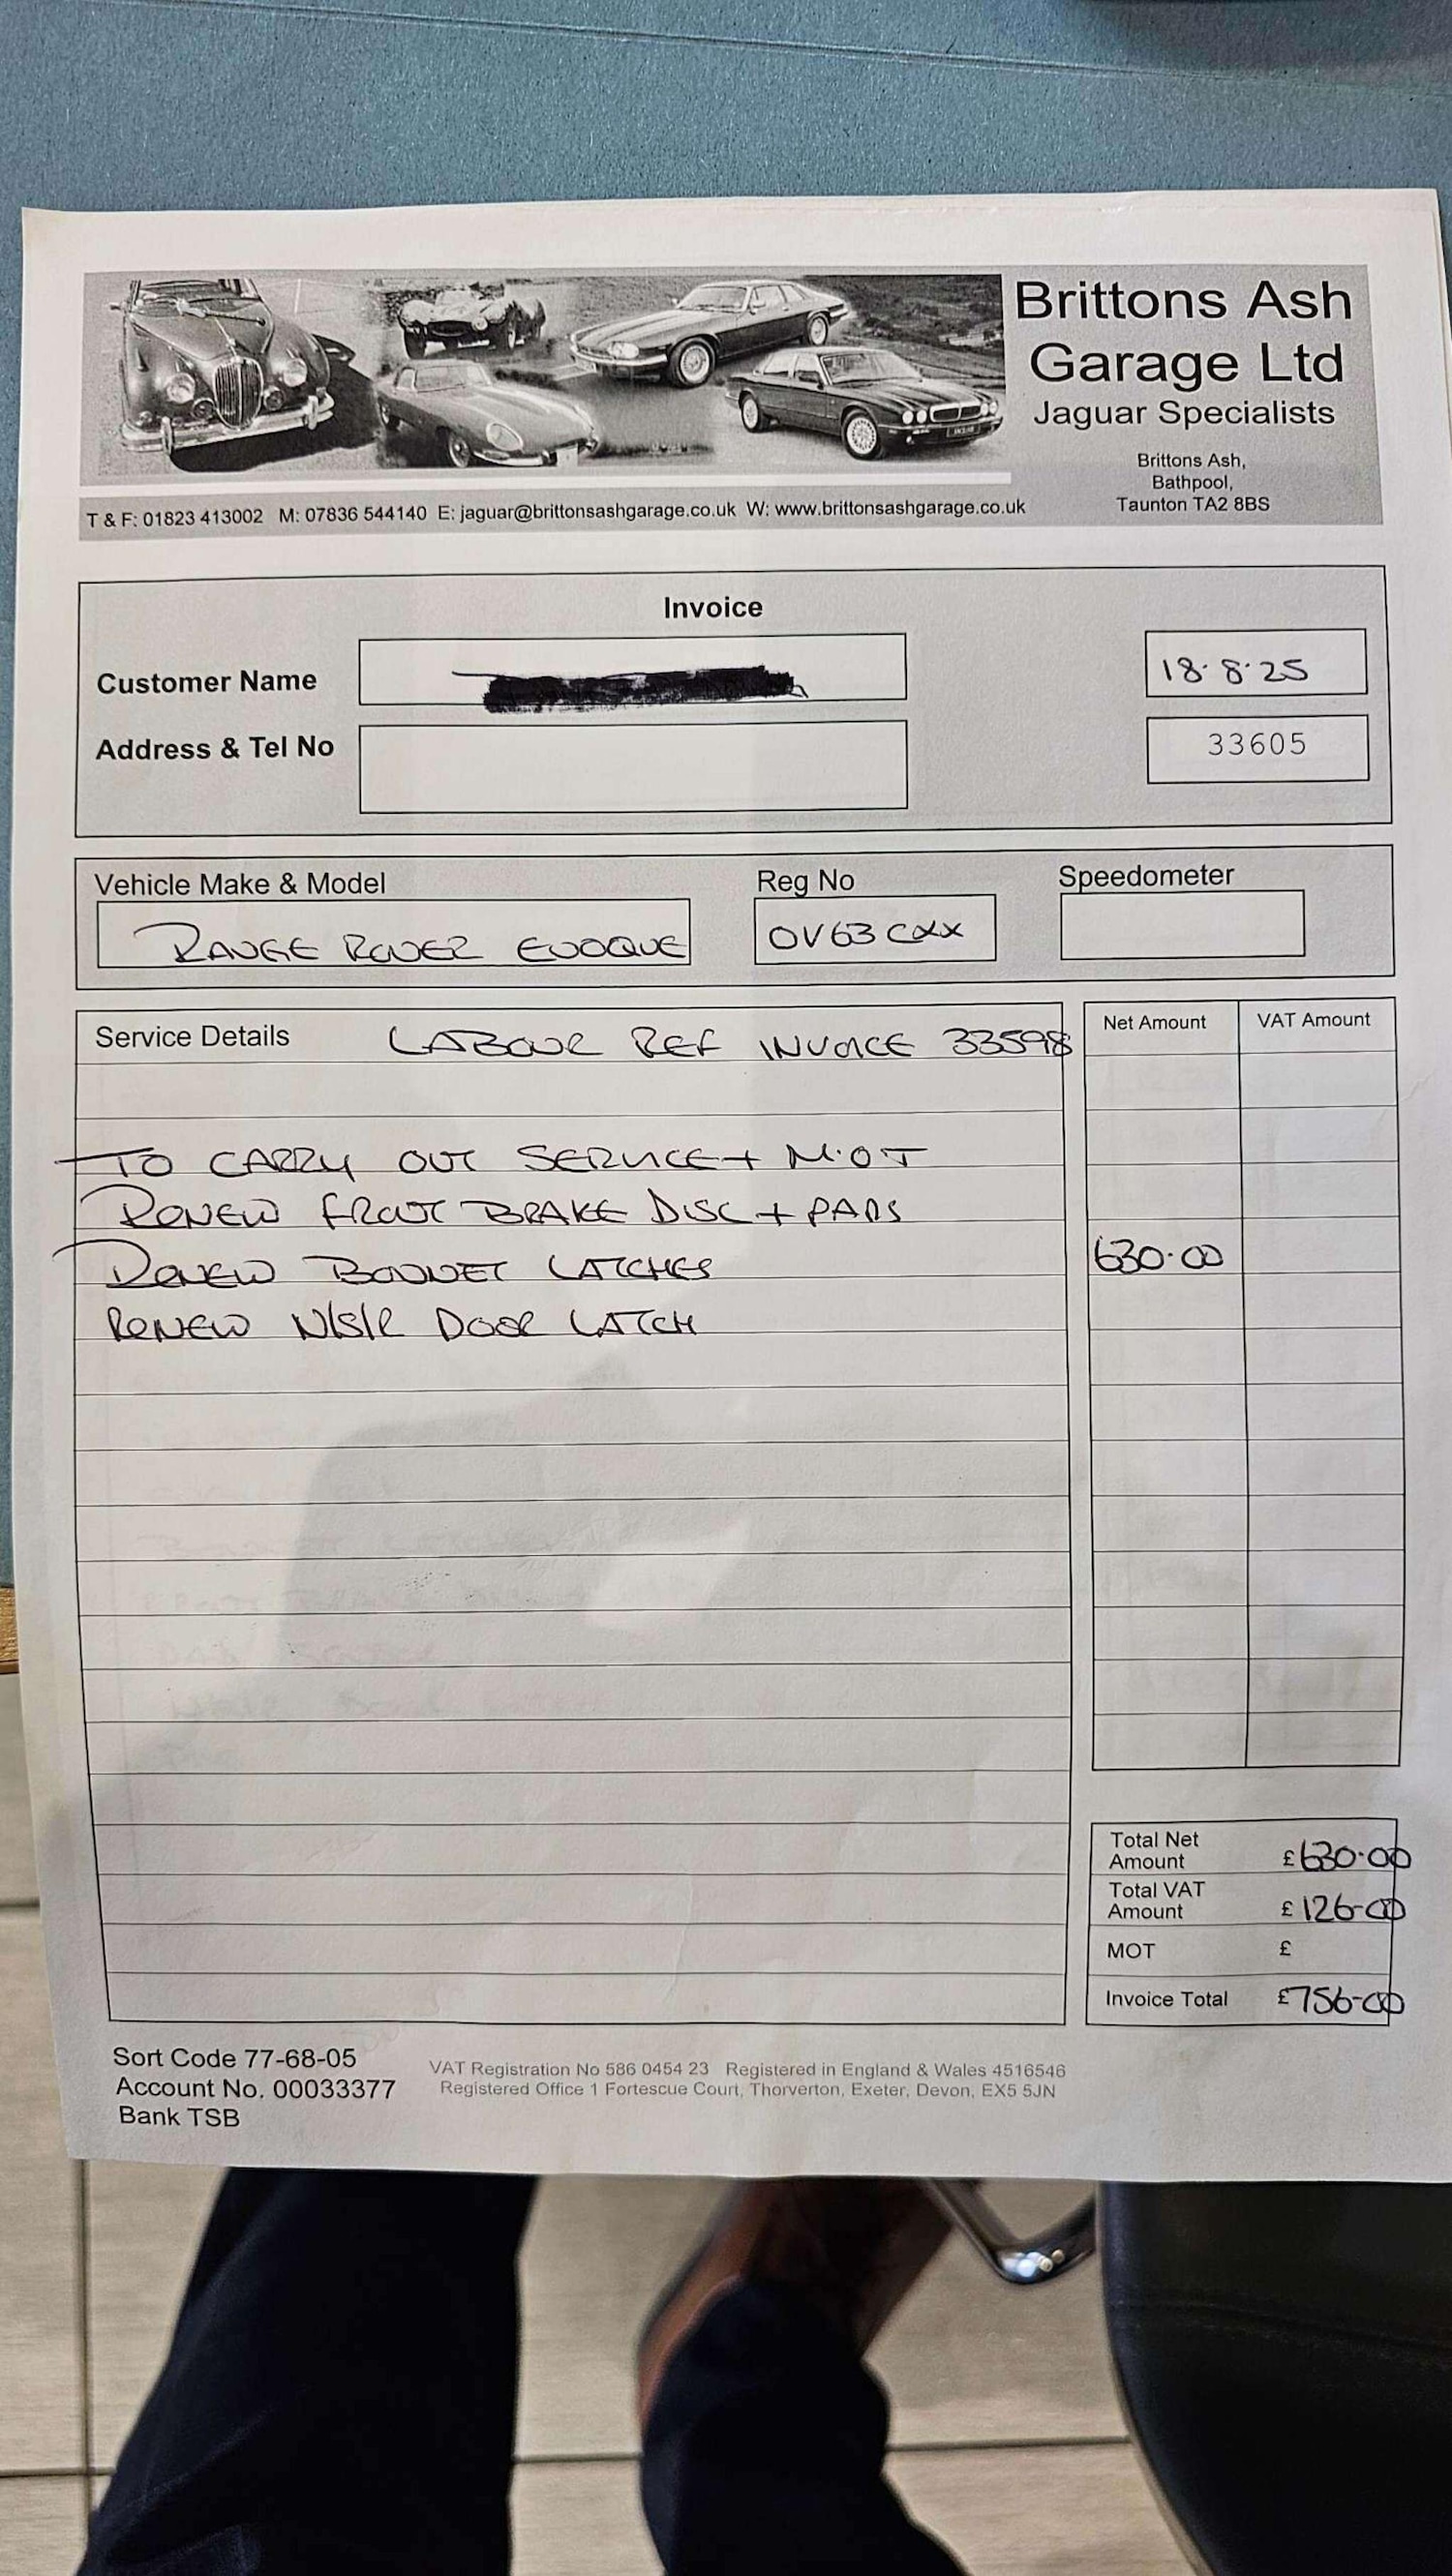 Brittons Ash
Garage Ltd
Jaguar Specialists
Brittons Ash,
Bathpool,
Taunton TA2 8BS
T & F: 01823 413002 M: 07836 544140 E: jaguar@brittonsashgarage.co.uk W: www.brittonsashgarage.co.uk
Invoice
Customer Name
18·8·25
Address & Tel No
33605
Vehicle Make & Model
Reg No
Speedometer
RANGE ROVER EVOQUE
OV63
Service Details LABOUR REF INVOICE 33598
Net Amount
VAT Amount
TO CARRY OUT SERVICE + M.O.T
RENEW FRONT BRAKE DISC + PADS
RENEW BONNET LATCHES
630·00
RENEW N/S/R DOOR LATCH
Total Net
Amount £630·00
Total VAT
Amount £126-00
MOT £
Invoice Total £756-00
Sort Code 77-68-05
Account No. 00033377
Bank TSB
VAT Registration No 586 0454 23 Registered in England & Wales 4516546
Registered Office 1 Fortescue Court, Thorverton, Exeter, Devon, EX5 5JN